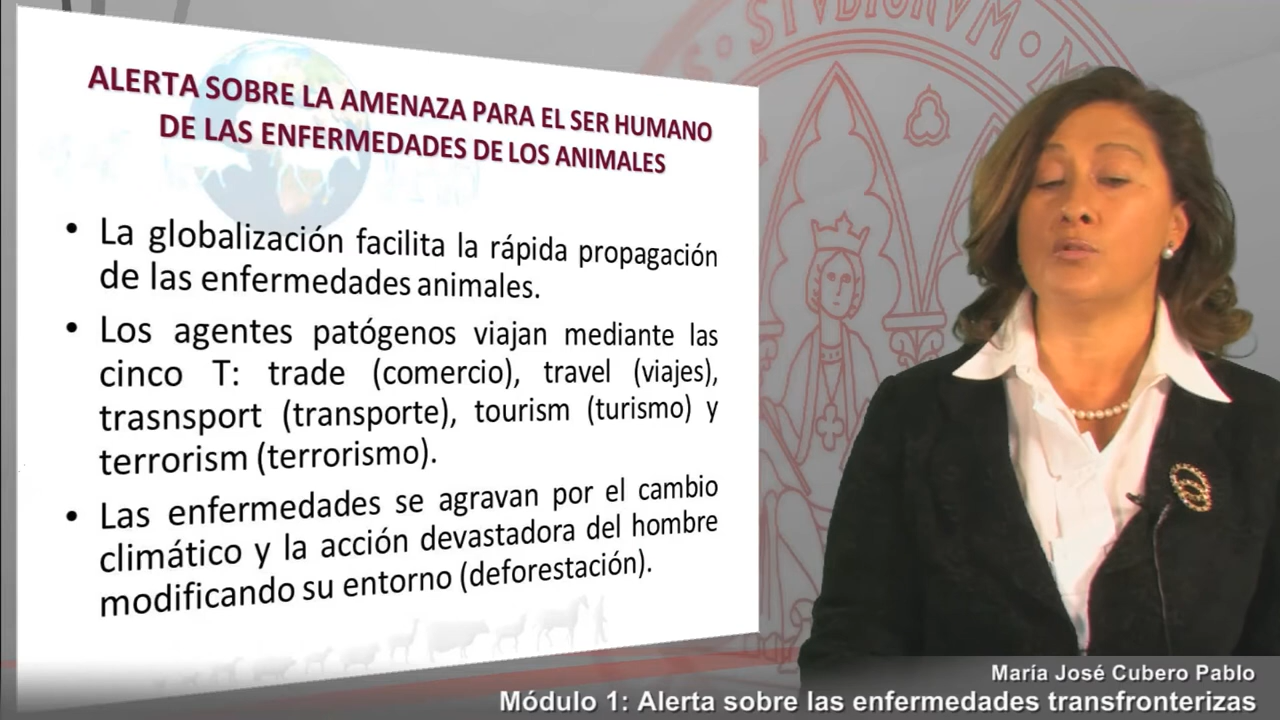 STVDIORVM
ALERTA SOBRE LA AMENAZA PARA EL SER HUMANO
DE LAS ENFERMEDADES DE LOS ANIMALES
• La globalización facilita la rápida propagación
de las enfermedades animales.
• Los agentes patógenos viajan mediante las
cinco T: trade (comercio), travel (viajes),
trasnsport (transporte), tourism (turismo) y
terrorism (terrorismo).
• Las enfermedades se agravan por el cambio
climático y la acción devastadora del hombre
modificando su entorno (deforestación).
María José Cubero Pablo
Módulo 1: Alerta sobre las enfermedades transfronterizas